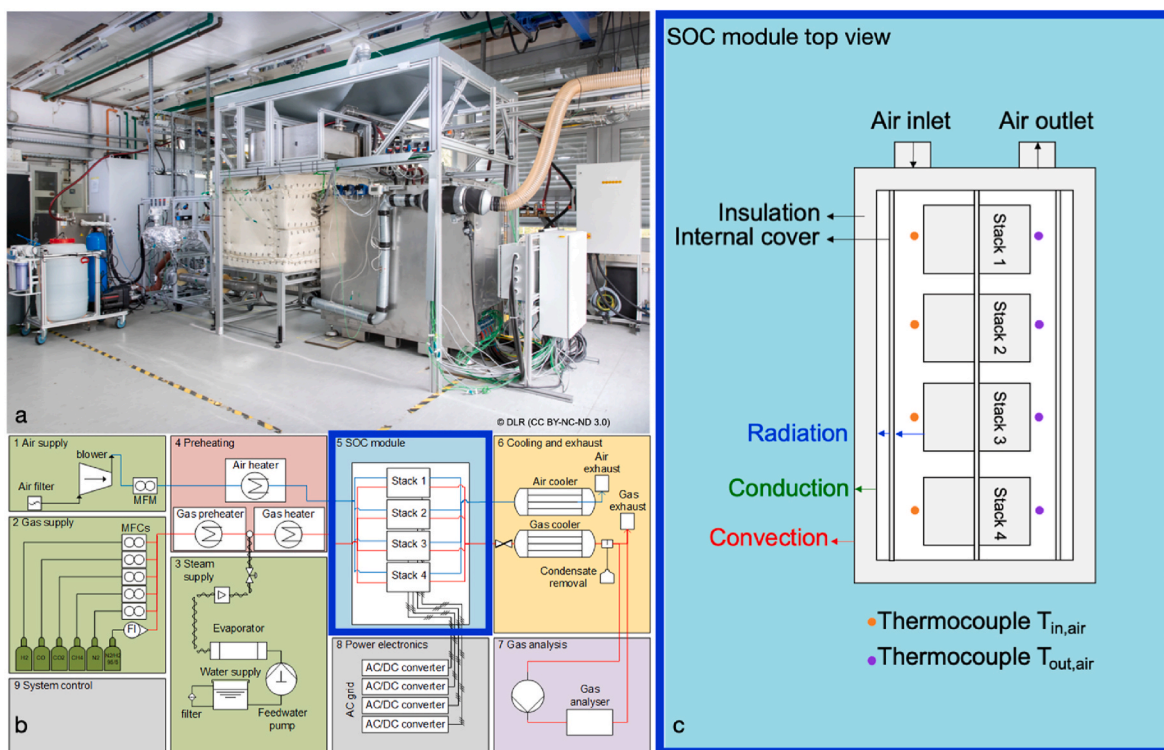 a
© DLR (CC BY-NC-ND 3.0)
1 Air supply
blower
Air filter
MFM
2 Gas supply
MFCs
FI
H2
CO
CO2
CH4
N2
N2/H2
95/5
9 System control
b
4 Preheating
Air heater
Gas preheater
Gas heater
3 Steam
supply
Evaporator
Water supply
filter
Feedwater
pump
5 SOC module
Stack 1
Stack 2
Stack 3
Stack 4
8 Power electronics
AC grid
AC/DC converter
AC/DC converter
AC/DC converter
AC/DC converter
6 Cooling and exhaust
Air
exhaust
Air cooler
Gas
exhaust
Gas cooler
Condensate
removal
7 Gas analysis
Gas
analyser
SOC module top view
Air inlet
Air outlet
Insulation
Internal cover
Stack 1
Stack 2
Stack 3
Stack 4
Radiation
Conduction
Convection
Thermocouple Tin,air
Thermocouple Tout,air
c